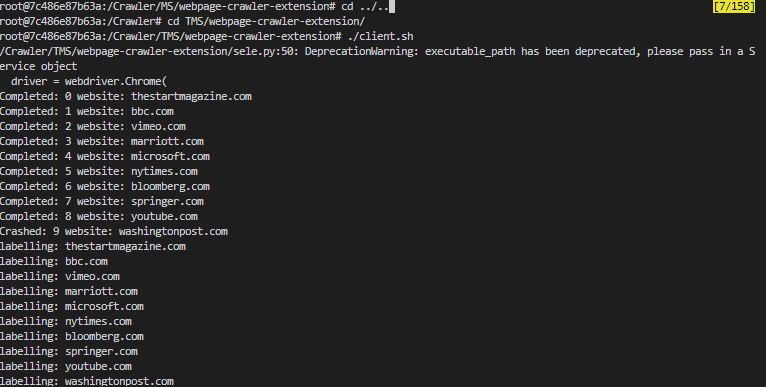 root@7c486e87b63a:/Crawler/MS/webpage-crawler-extension# cd ../.. [7/158]
root@7c486e87b63a:/Crawler# cd TMS/webpage-crawler-extension/
root@7c486e87b63a:/Crawler/TMS/webpage-crawler-extension# ./client.sh
/Crawler/TMS/webpage-crawler-extension/sele.py:50: DeprecationWarning: executable_path has been deprecated, please pass in a S
ervice object
  driver = webdriver.Chrome(
Completed: 0 website: thestartmagazine.com
Completed: 1 website: bbc.com
Completed: 2 website: vimeo.com
Completed: 3 website: marriott.com
Completed: 4 website: microsoft.com
Completed: 5 website: nytimes.com
Completed: 6 website: bloomberg.com
Completed: 7 website: springer.com
Completed: 8 website: youtube.com
Crashed: 9 website: washingtonpost.com
labelling: thestartmagazine.com
labelling: bbc.com
labelling: vimeo.com
labelling: marriott.com
labelling: microsoft.com
labelling: nytimes.com
labelling: bloomberg.com
labelling: springer.com
labelling: youtube.com
labelling: washingtonpost.com